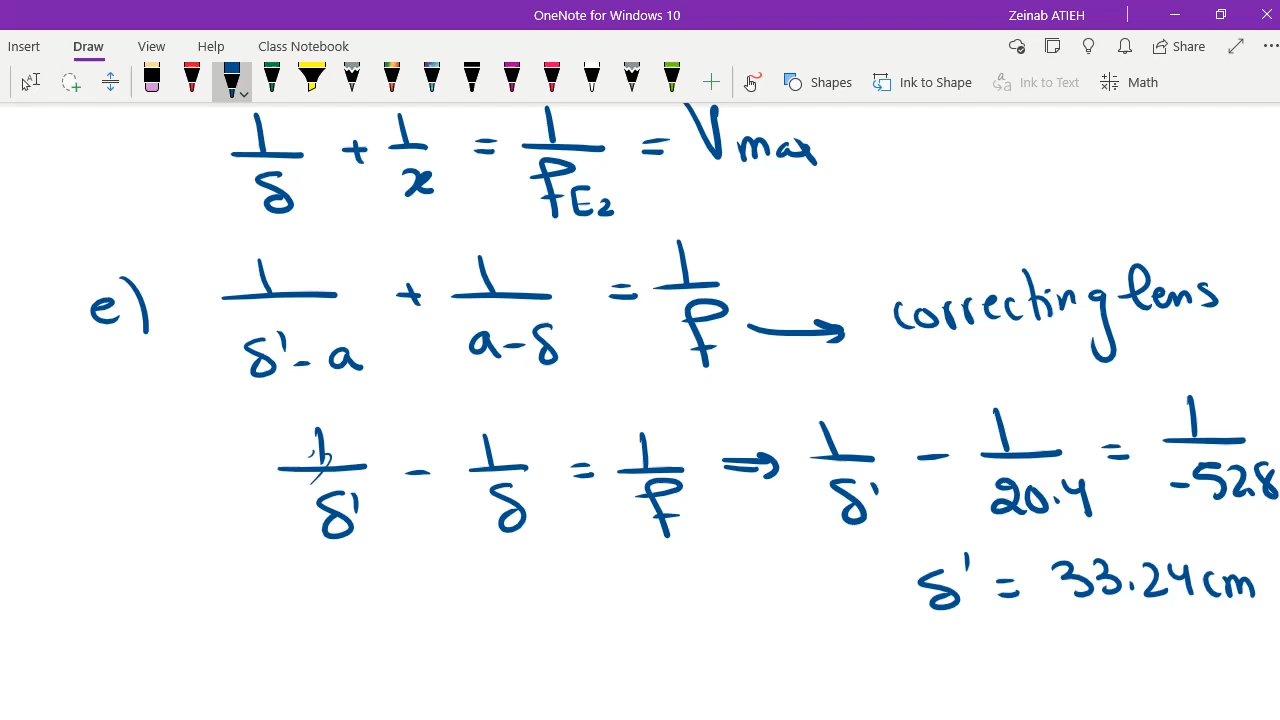 OneNote for Windows 10 Zeinab ATIEH
Insert Draw View Help Class Notebook Share
Shapes Ink to Shape Ink to Text Math
1/δ + 1/x = 1/f_E2 = V max
e) 1/(δ' - a) + 1/(a - δ) = 1/f → correcting lens
1/δ' - 1/δ = 1/f ⇒ 1/δ' - 1/20.4 = 1/-52.8
δ' = 33.24 cm